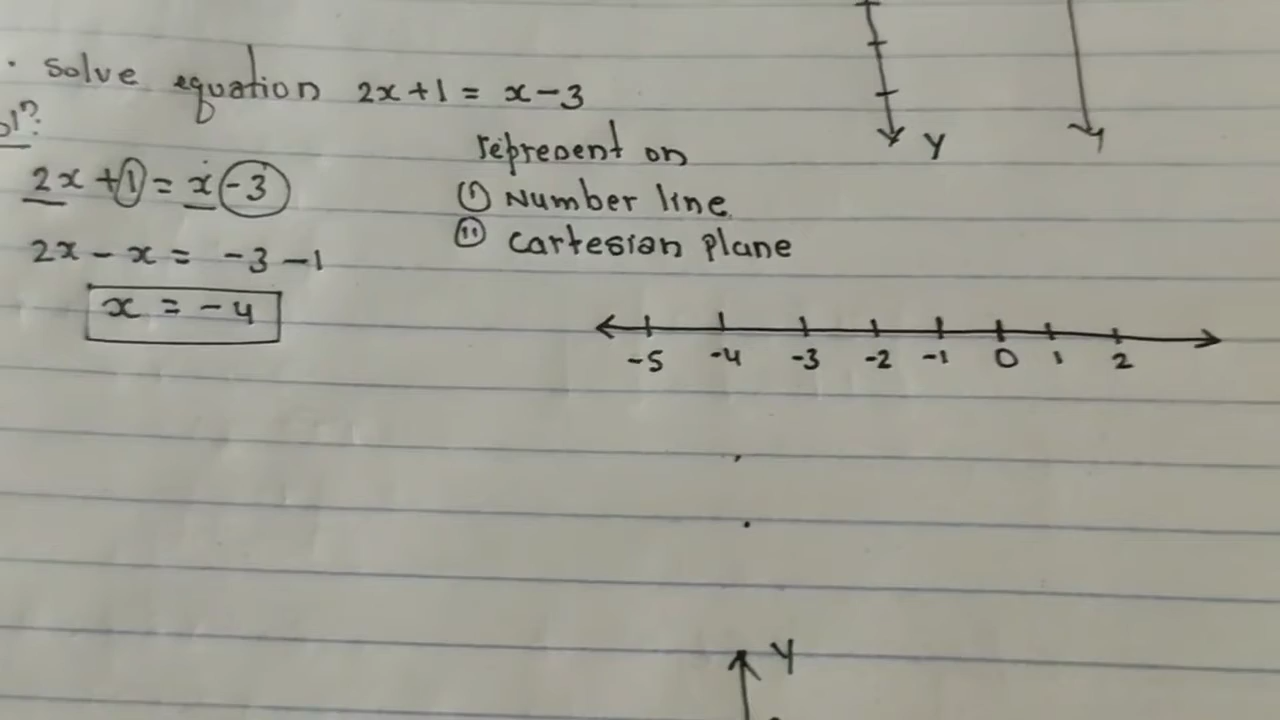 . Solve equation 2x+1 = x-3
represent on
2x +1 = x -3
(i) Number line
(ii) Cartesian plane
2x - x = -3 -1
x = -4
-5 -4 -3 -2 -1 0 1 2
Y
Y